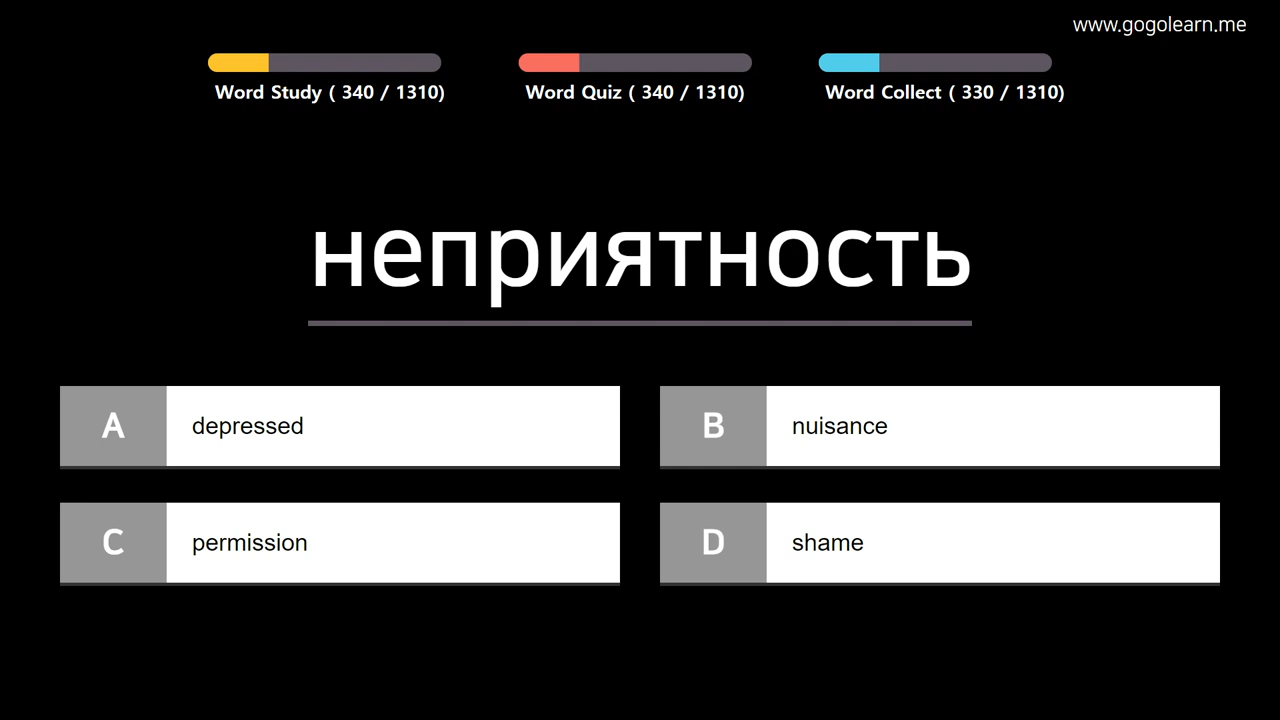 www.gogolearn.me
Word Study ( 340 / 1310)
Word Quiz ( 340 / 1310)
Word Collect ( 330 / 1310)
неприятность
A depressed
B nuisance
C permission
D shame